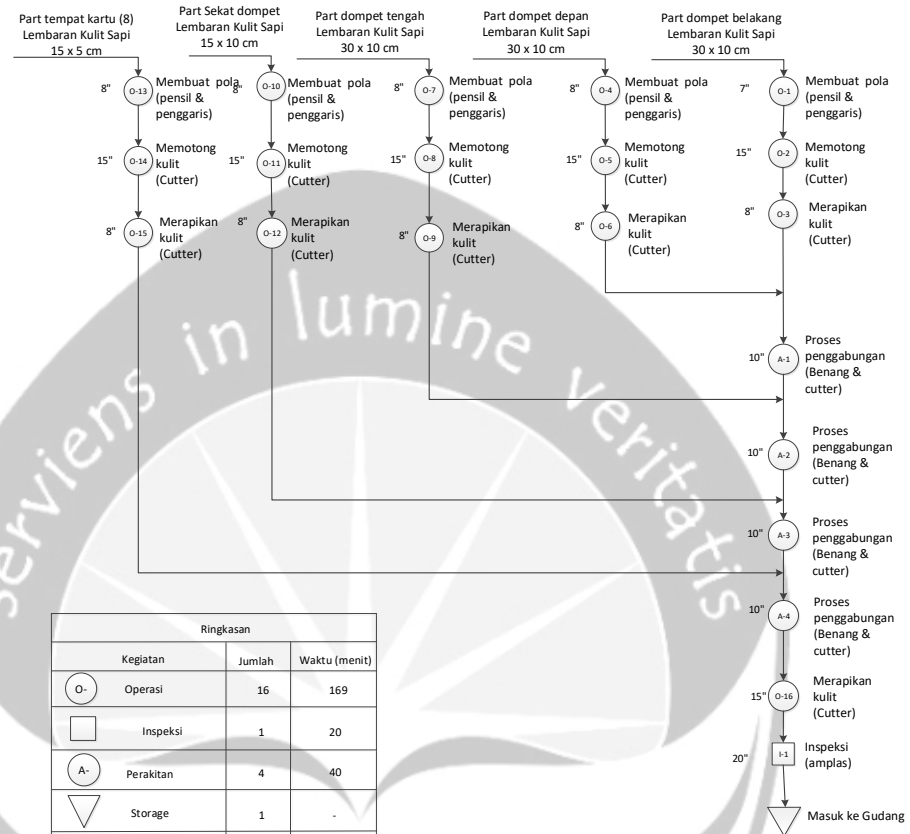 Part tempat kartu (8)
Lembaran Kulit Sapi
15 x 5 cm
Part Sekat dompet
Lembaran Kulit Sapi
15 x 10 cm
Part dompet tengah
Lembaran Kulit Sapi
30 x 10 cm
Part dompet depan
Lembaran Kulit Sapi
30 x 10 cm
Part dompet belakang
Lembaran Kulit Sapi
30 x 10 cm
8"
O-13
Membuat pola
(pensil &
penggaris)
8"
O-10
Membuat pola
(pensil &
penggaris)
8"
O-7
Membuat pola
(pensil &
penggaris)
8"
O-4
Membuat pola
(pensil &
penggaris)
7"
O-1
Membuat pola
(pensil &
penggaris)
15"
O-14
Memotong
kulit
(Cutter)
15"
O-11
Memotong
kulit
(Cutter)
15"
O-8
Memotong
kulit
(Cutter)
15"
O-5
Memotong
kulit
(Cutter)
15"
O-2
Memotong
kulit
(Cutter)
8"
O-15
Merapikan
kulit
(Cutter)
8"
O-12
Merapikan
kulit
(Cutter)
8"
O-9
Merapikan
kulit
(Cutter)
8"
O-6
Merapikan
kulit
(Cutter)
8"
O-3
Merapikan
kulit
(Cutter)
serviens in lumine veritatis
10"
A-1
Proses
penggabungan
(Benang &
cutter)
10"
A-2
Proses
penggabungan
(Benang &
cutter)
10"
A-3
Proses
penggabungan
(Benang &
cutter)
10"
A-4
Proses
penggabungan
(Benang &
cutter)
15"
O-16
Merapikan
kulit
(Cutter)
20"
I-1
Inspeksi
(amplas)
Masuk ke Gudang
Ringkasan
Kegiatan Jumlah Waktu (menit)
O- Operasi 16 169
Inspeksi 1 20
A- Perakitan 4 40
Storage 1 -